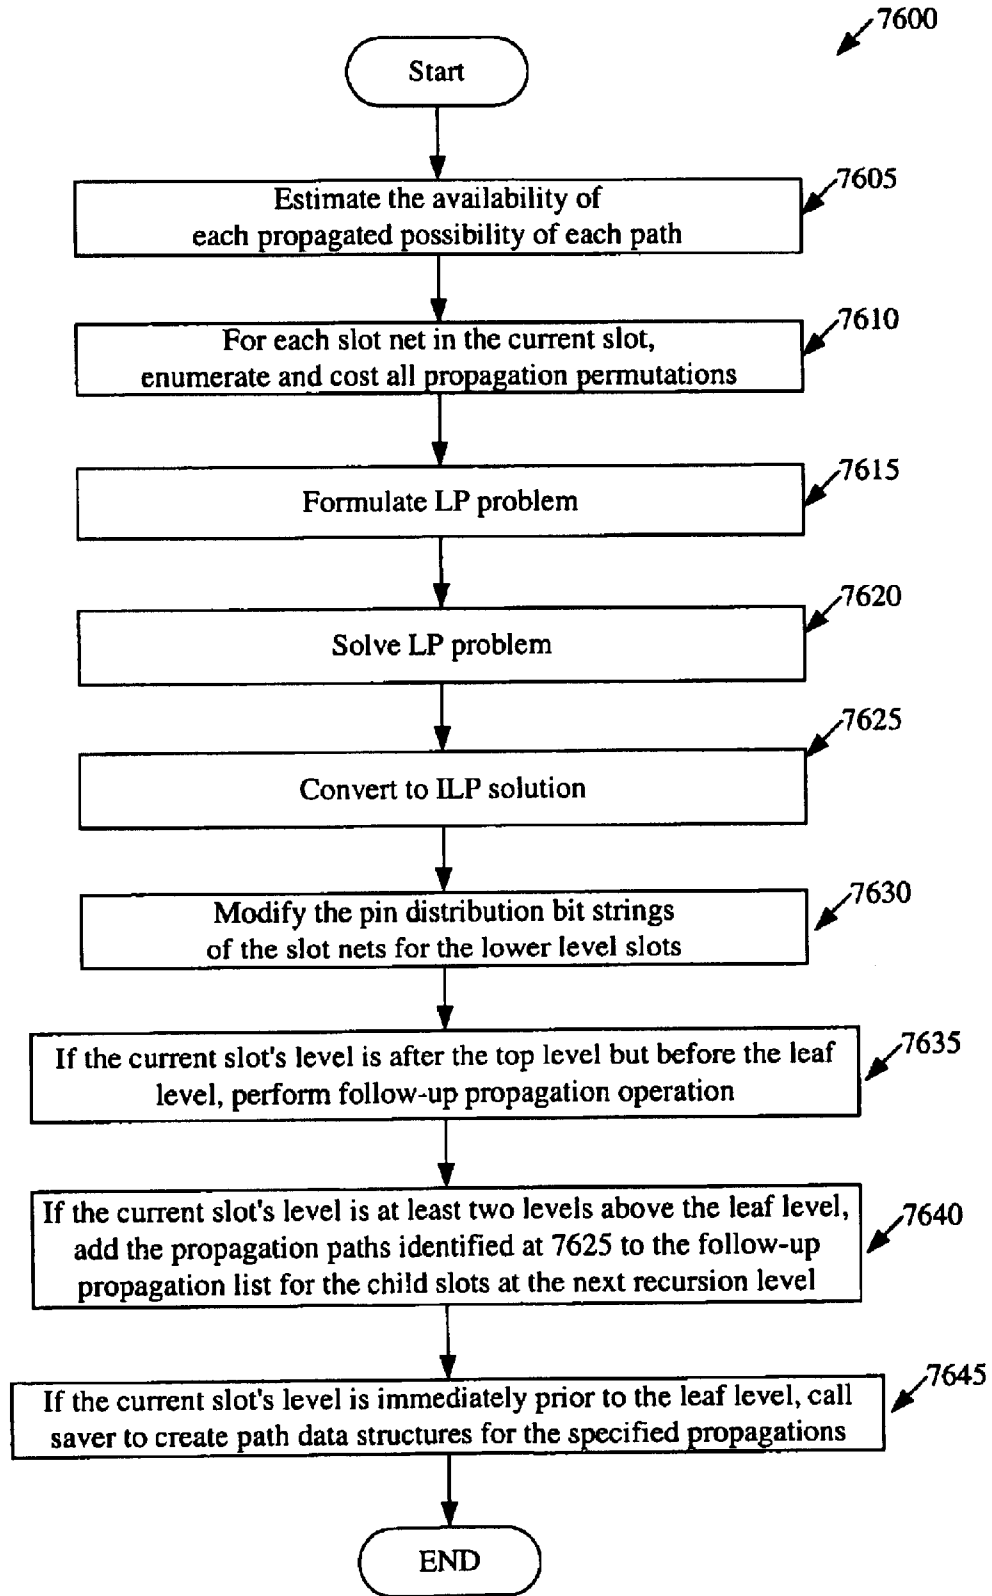 7600
Start
7605
Estimate the availability of
each propagated possibility of each path
7610
For each slot net in the current slot,
enumerate and cost all propagation permutations
7615
Formulate LP problem
7620
Solve LP problem
7625
Convert to ILP solution
7630
Modify the pin distribution bit strings
of the slot nets for the lower level slots
7635
If the current slot's level is after the top level but before the leaf
level, perform follow-up propagation operation
7640
If the current slot's level is at least two levels above the leaf level,
add the propagation paths identified at 7625 to the follow-up
propagation list for the child slots at the next recursion level
7645
If the current slot's level is immediately prior to the leaf level, call
saver to create path data structures for the specified propagations
END